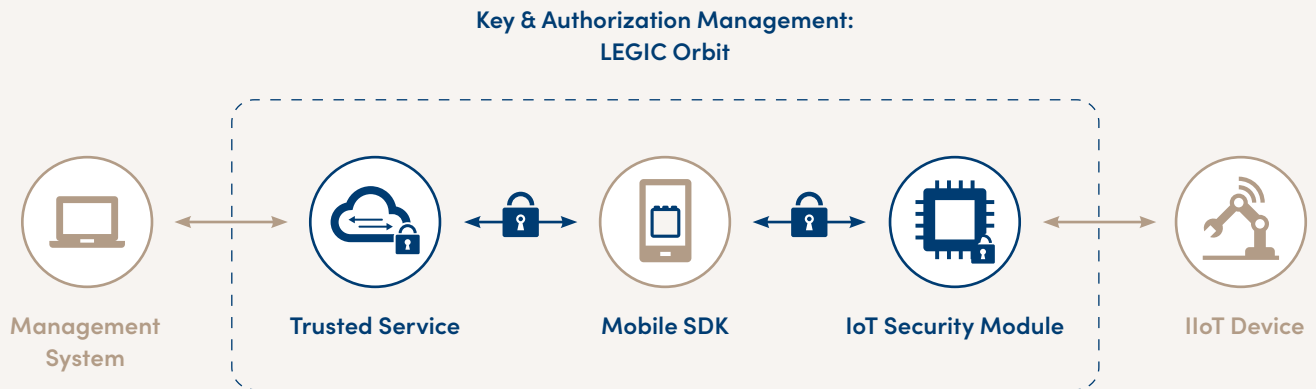 Key & Authorization Management:
LEGIC Orbit
Management
System
Trusted Service
Mobile SDK
IoT Security Module
IIoT Device